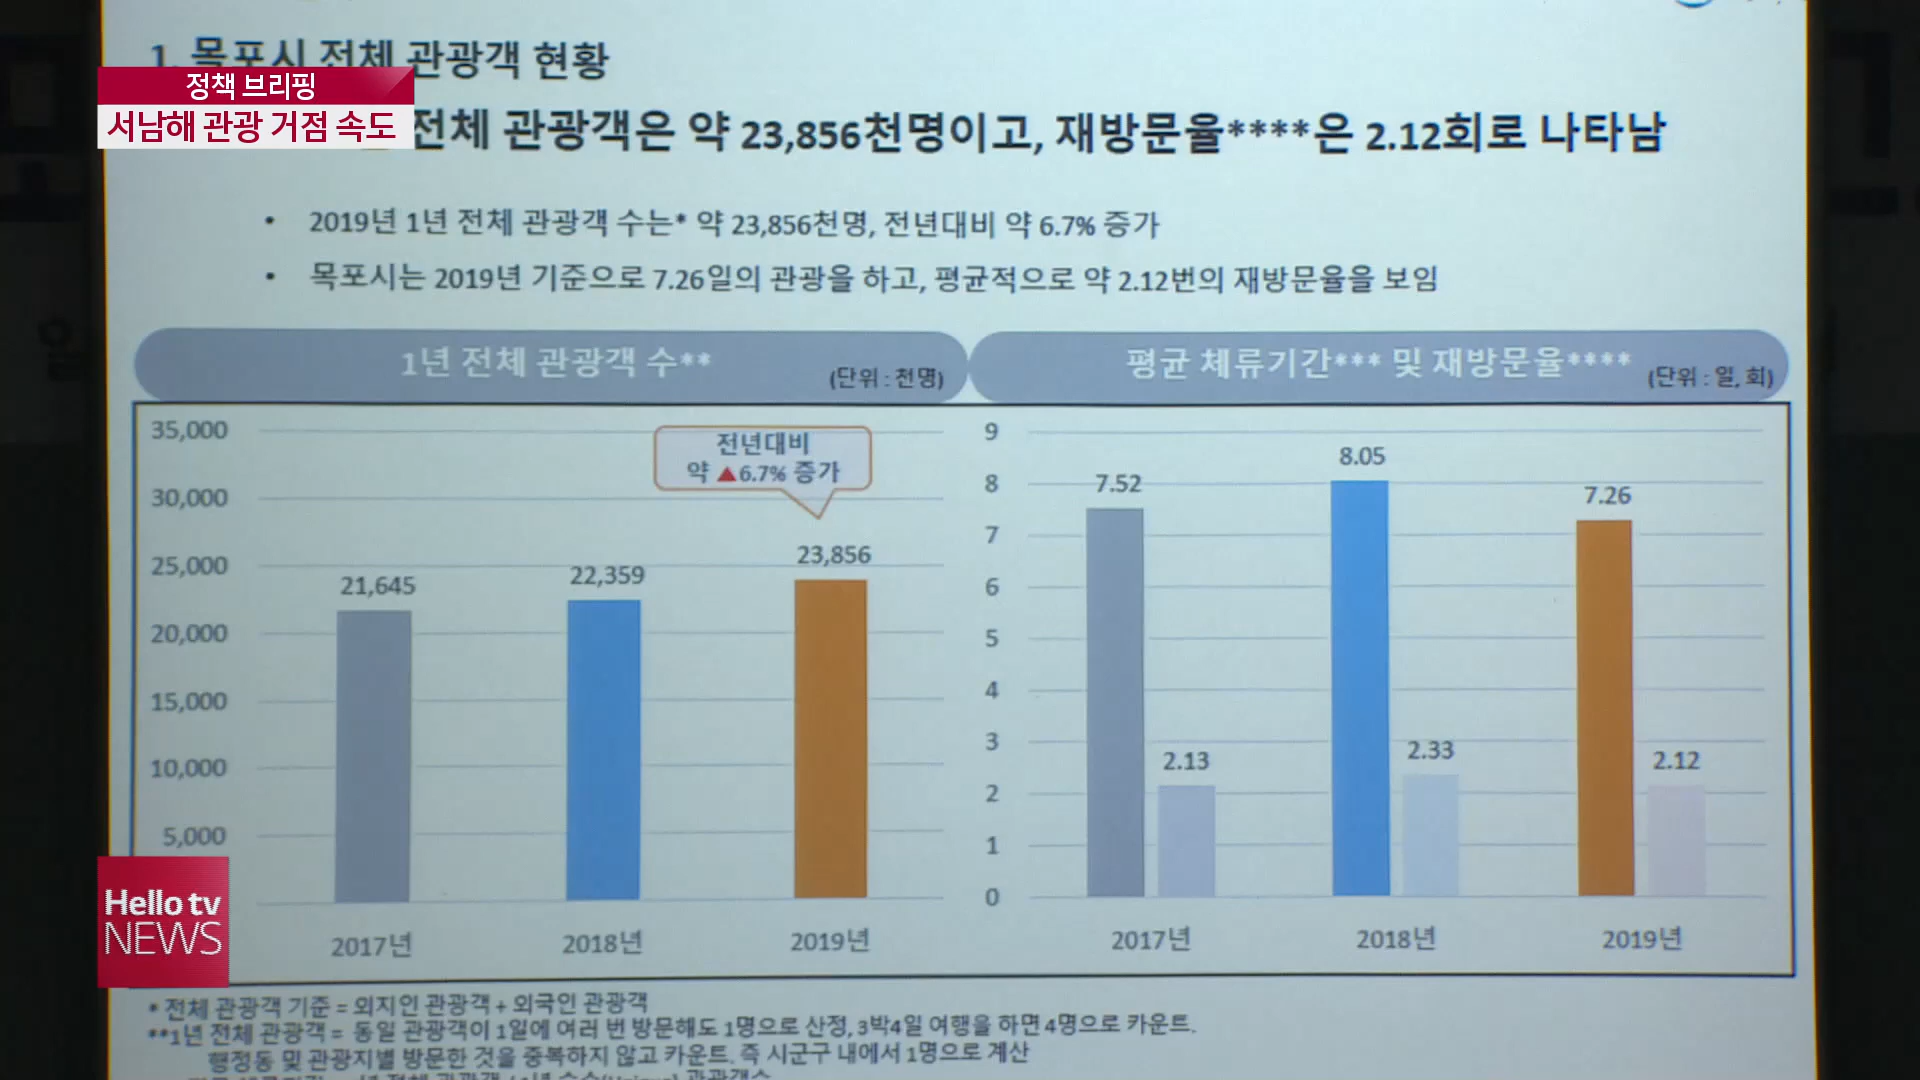 1. 목포시 전체 관광객 현황
정책 브리핑
서남해 관광 거점 속도
전체 관광객은 약 23,856천명이고, 재방문율****은 2.12회로 나타남
• 2019년 1년 전체 관광객 수는* 약 23,856천명, 전년대비 약 6.7% 증가
• 목포시는 2019년 기준으로 7.26일의 관광을 하고, 평균적으로 약 2.12번의 재방문율을 보임
1년 전체 관광객 수**
(단위 : 천명)
35,000
30,000
25,000
20,000
15,000
10,000
5,000
전년대비
약 ▲6.7% 증가
21,645
22,359
23,856
2017년
2018년
2019년
평균 체류기간*** 및 재방문율****
(단위 : 일, 회)
9
8
7
6
5
4
3
2
1
0
7.52
2.13
8.05
2.33
7.26
2.12
2017년
2018년
2019년
Hello tv
NEWS
* 전체 관광객 기준 = 외지인 관광객 + 외국인 관광객
**1년 전체 관광객 = 동일 관광객이 1일에 여러 번 방문해도 1명으로 산정, 3박4일 여행을 하면 4명으로 카운트.
행정동 및 관광지별 방문한 것을 중복하지 않고 카운트. 즉 시군구 내에서 1명으로 계산